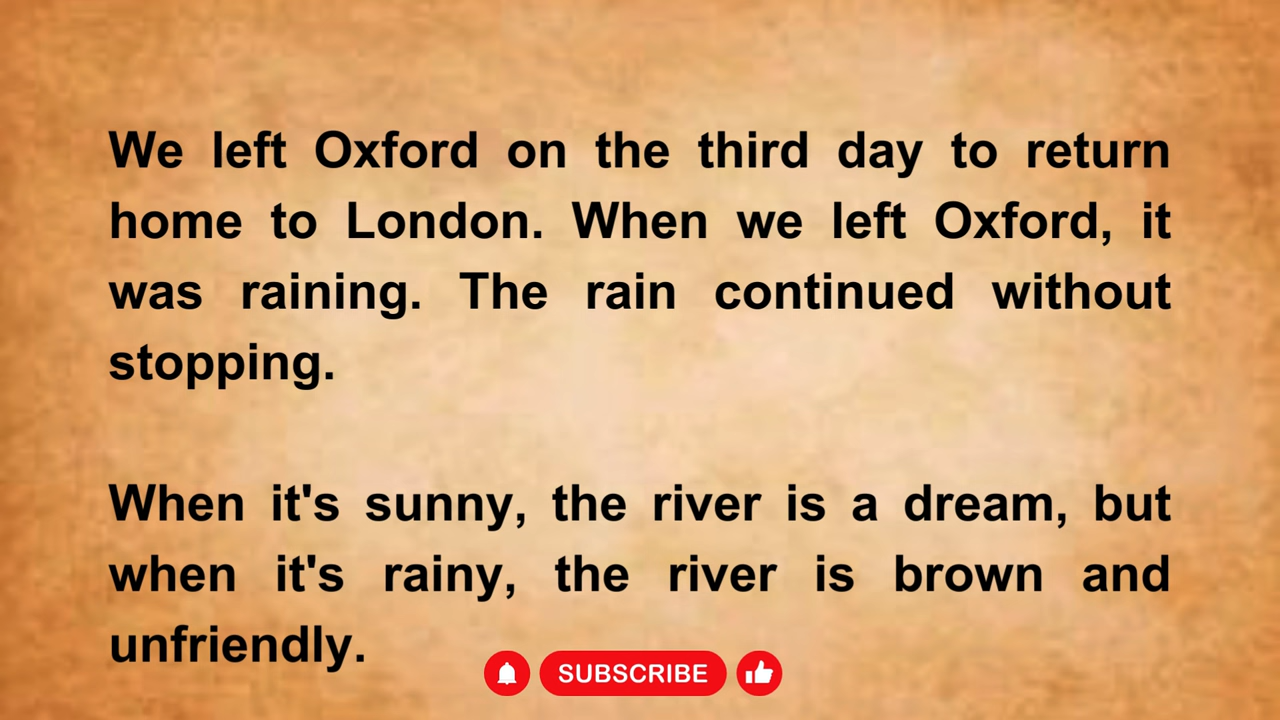 We left Oxford on the third day to return
home to London. When we left Oxford, it
was raining. The rain continued without
stopping.
When it's sunny, the river is a dream, but
when it's rainy, the river is brown and
unfriendly.
SUBSCRIBE